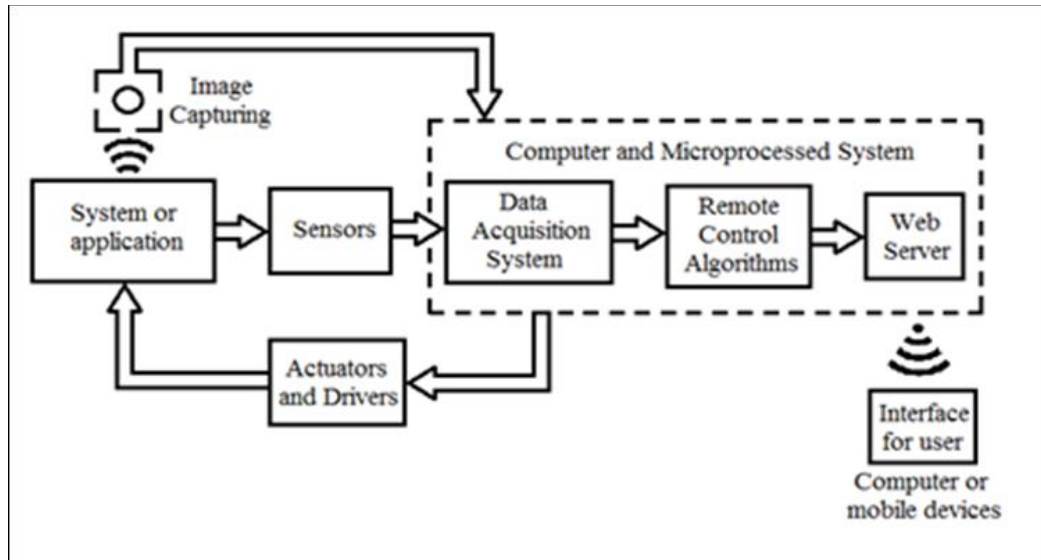 Image
Capturing
Computer and Microprocessed System
System or
application
Sensors
Data
Acquisition
System
Remote
Control
Algorithms
Web
Server
Actuators
and Drivers
Interface
for user
Computer or
mobile devices